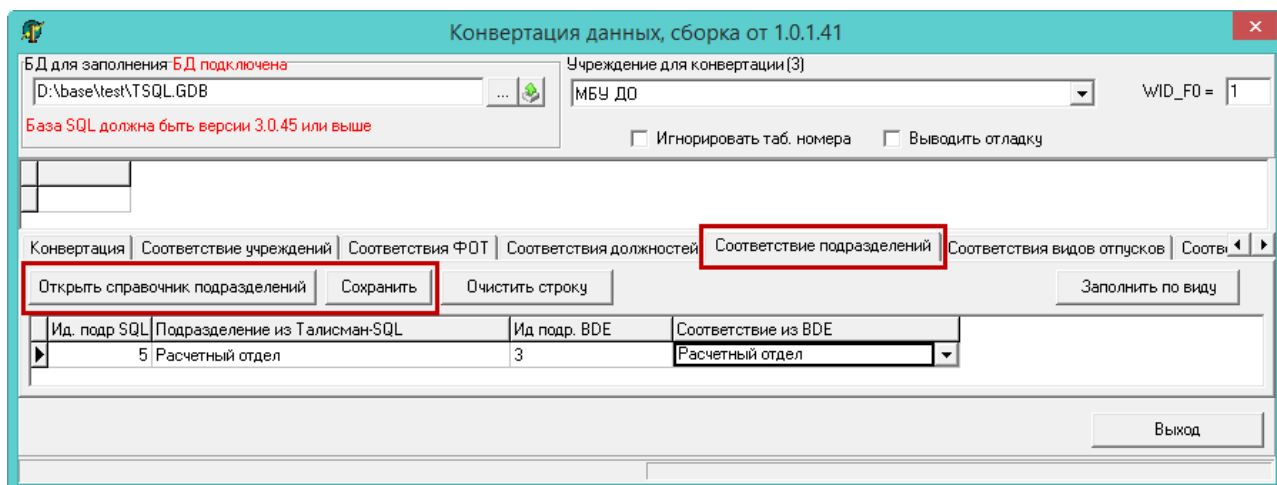 Конвертация данных, сборка от 1.0.1.41
БД для заполнения БД подключена
Учреждение для конвертации (3)
D:\base\test\TSQL.GDB ...
МБУ ДО
WID_F0 = 1
База SQL должна быть версии 3.0.45 или выше
Игнорировать таб. номера Выводить отладку
Конвертация Соответствие учреждений Соответствия ФОТ Соответствия должностей Соответствие подразделений Соответствия видов отпусков Соотв
Открыть справочник подразделений Сохранить Очистить строку Заполнить по виду
Ид. подр SQL Подразделение из Талисман-SQL Ид подр. BDE Соответствие из BDE
5 Расчетный отдел 3 Расчетный отдел
Выход